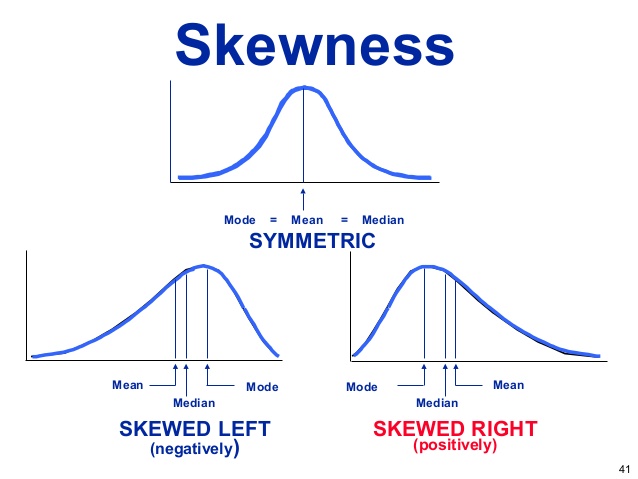 Skewness
Mode = Mean = Median
SYMMETRIC
Mean Mode
Median
SKEWED LEFT
(negatively)
Mode Mean
Median
SKEWED RIGHT
(positively)
41